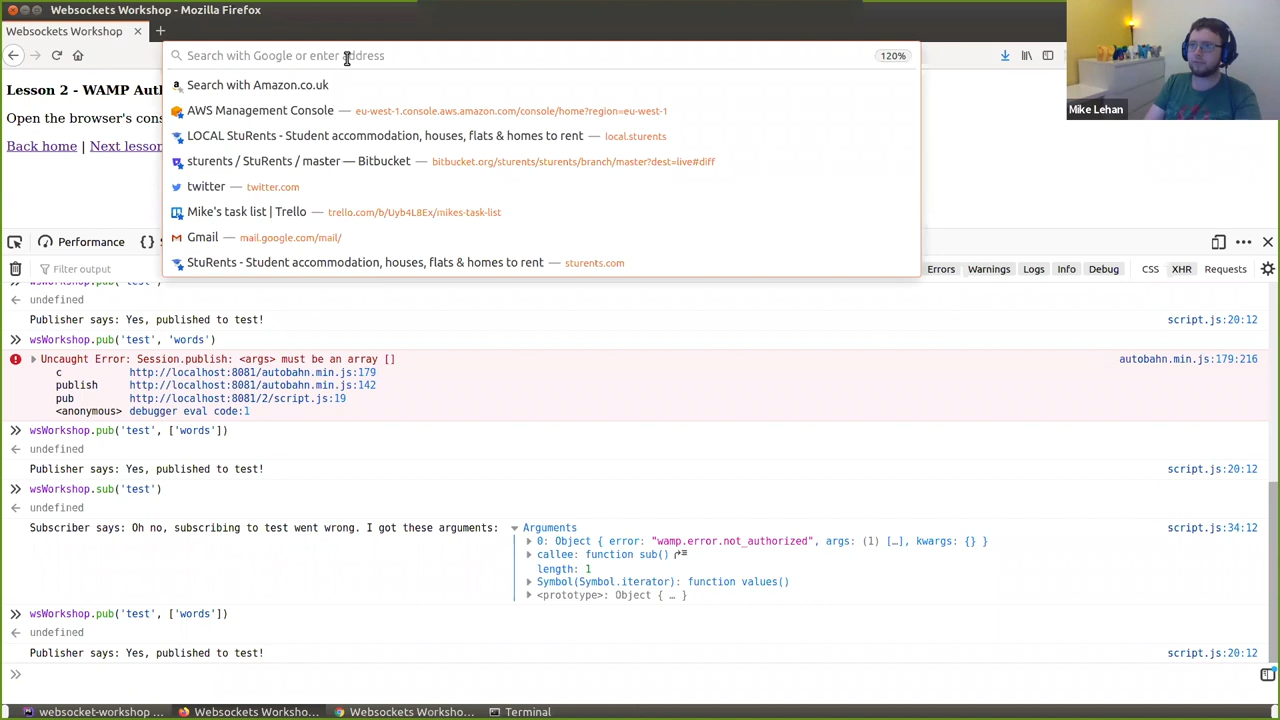 Websockets Workshop - Mozilla Firefox
Websockets Workshop
Search with Google or enter address
120%
Lesson 2 - WAMP Aut
Open the browser's cons
Back home | Next lesson
Search with Amazon.co.uk
AWS Management Console — eu-west-1.console.aws.amazon.com/console/home?region=eu-west-1
LOCAL StuRents - Student accommodation, houses, flats & homes to rent — local.sturents
sturents / StuRents / master — Bitbucket — bitbucket.org/sturents/sturents/branch/master?dest=live#diff
twitter — twitter.com
Mike's task list | Trello — trello.com/b/Uyb4L8Ex/mikes-task-list
Gmail — mail.google.com/mail/
StuRents - Student accommodation, houses, flats & homes to rent — sturents.com
Mike Lehan
Performance {}
Filter output
Errors Warnings Logs Info Debug CSS XHR Requests
undefined
Publisher says: Yes, published to test! script.js:20:12
wsWorkshop.pub('test', 'words')
Uncaught Error: Session.publish: <args> must be an array [] autobahn.min.js:179:216
c http://localhost:8081/autobahn.min.js:179
publish http://localhost:8081/autobahn.min.js:142
pub http://localhost:8081/2/script.js:19
<anonymous> debugger eval code:1
wsWorkshop.pub('test', ['words'])
undefined
Publisher says: Yes, published to test! script.js:20:12
wsWorkshop.sub('test')
undefined
Subscriber says: Oh no, subscribing to test went wrong. I got these arguments: Arguments script.js:34:12
0: Object { error: "wamp.error.not_authorized", args: (1) […], kwargs: {} }
callee: function sub()
length: 1
Symbol(Symbol.iterator): function values()
<prototype>: Object { … }
wsWorkshop.pub('test', ['words'])
undefined
Publisher says: Yes, published to test! script.js:20:12
websocket-workshop ... Websockets Worksho... Websockets Worksho... Terminal